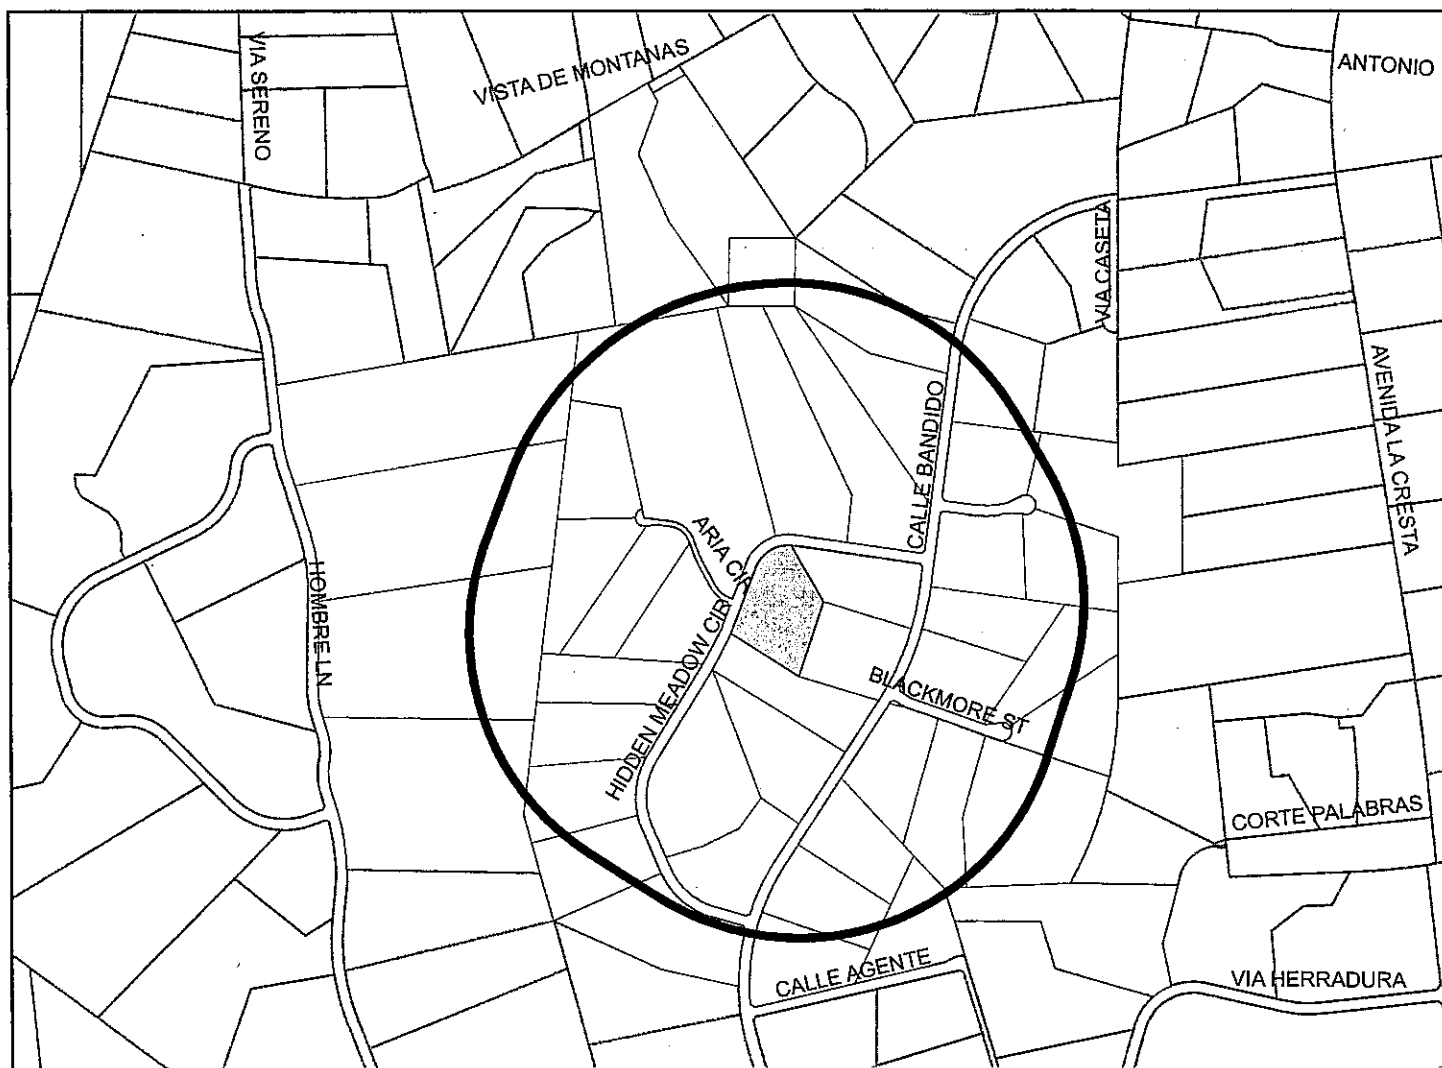 VIA SERENO
VISTA DE MONTANAS
ANTONIO
VIA CASETA
AVENIDA LA CRESTA
CALLE BANDIDO
ARIA CIR
HOMBRE LN
HIDDEN MEADOW CIR
BLACKMORE ST
CORTE PALABRAS
CALLE AGENTE
VIA HERRADURA